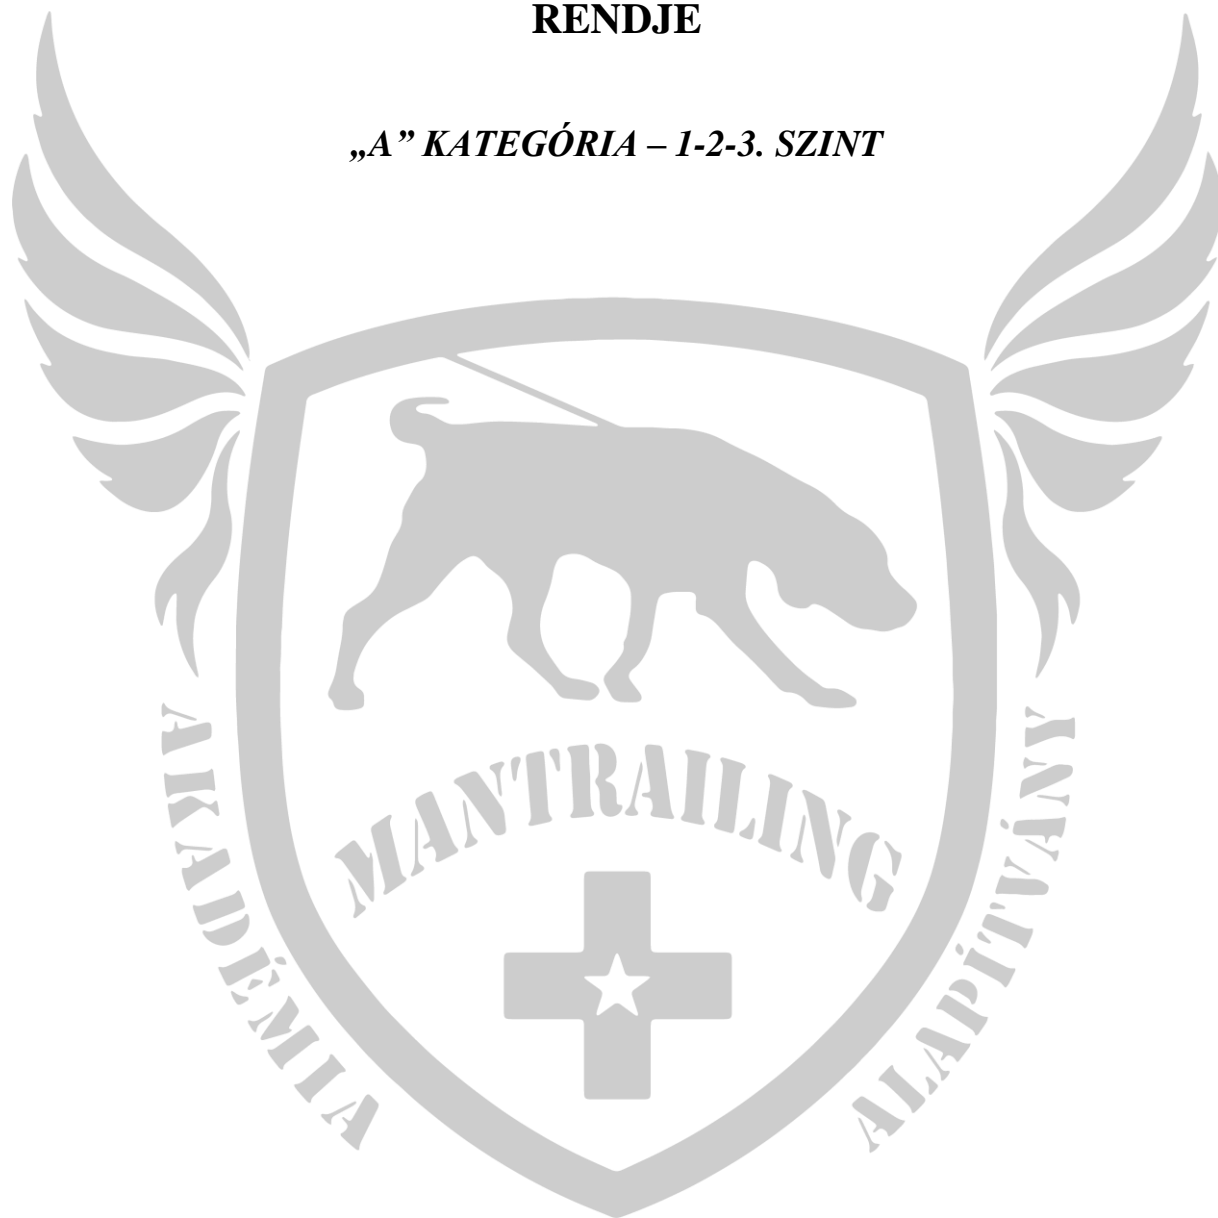 RENDJE
„A” KATEGÓRIA – 1-2-3. SZINT
MANTRAILING
AKADÉMIA
ALAPÍTVÁNY